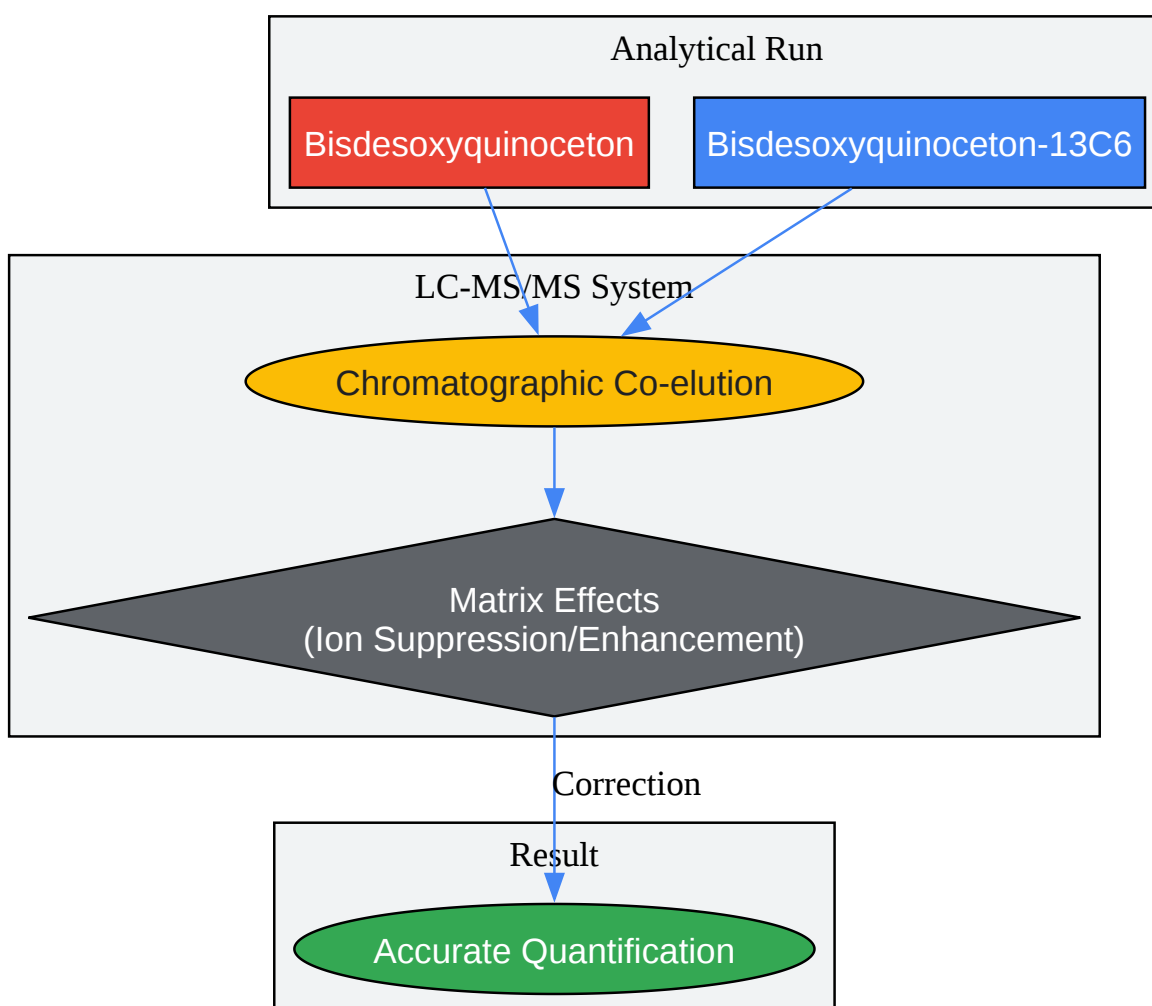 Analytical Run
Bisdesoxyquinoceton
Bisdesoxyquinoceton-13C6
LC-MS/MS System
Chromatographic Co-elution
Matrix Effects
(Ion Suppression/Enhancement)
Correction
Result
Accurate Quantification